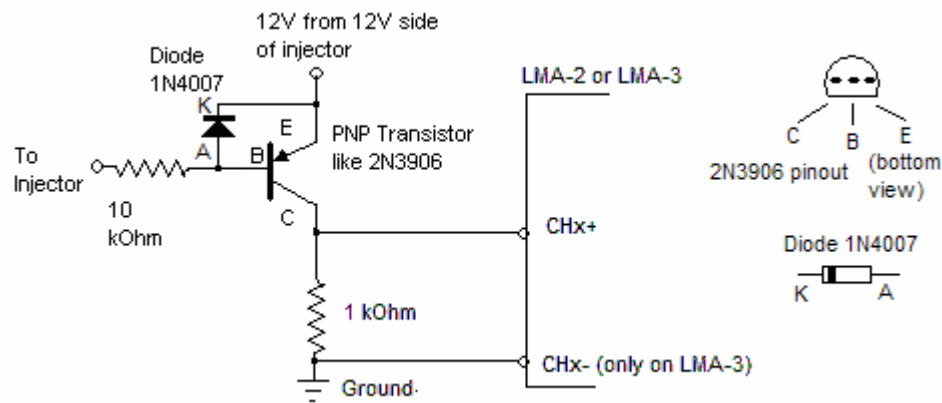 12V from 12V side
of injector
Diode
1N4007
K
E
A
B
C
PNP Transistor
like 2N3906
To
Injector
10
kOhm
1 kOhm
Ground.
LMA-2 or LMA-3
CHx+
CHx- (only on LMA-3)
C
B
E
2N3906 pinout
(bottom
view)
Diode 1N4007
K
A